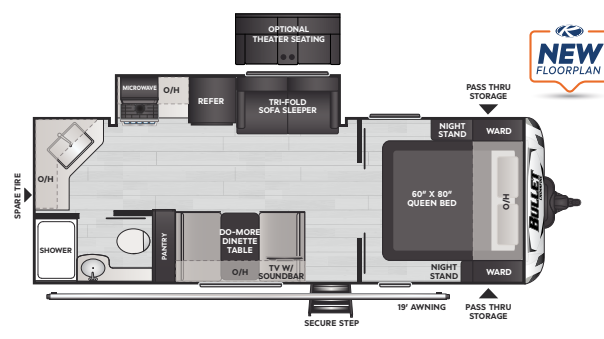 OPTIONAL
THEATER SEATING
K
NEW
FLOORPLAN
MICROWAVE
O/H
REFER
TRI-FOLD
SOFA SLEEPER
PASS THRU
STORAGE
NIGHT
STAND
WARD
O/H
SPARE TIRE
60" X 80"
QUEEN BED
O/H
BULLET
SHOWER
PANTRY
DO-MORE
DINETTE
TABLE
O/H
TV W/
SOUNDBAR
NIGHT
STAND
WARD
19' AWNING
PASS THRU
STORAGE
SECURE STEP